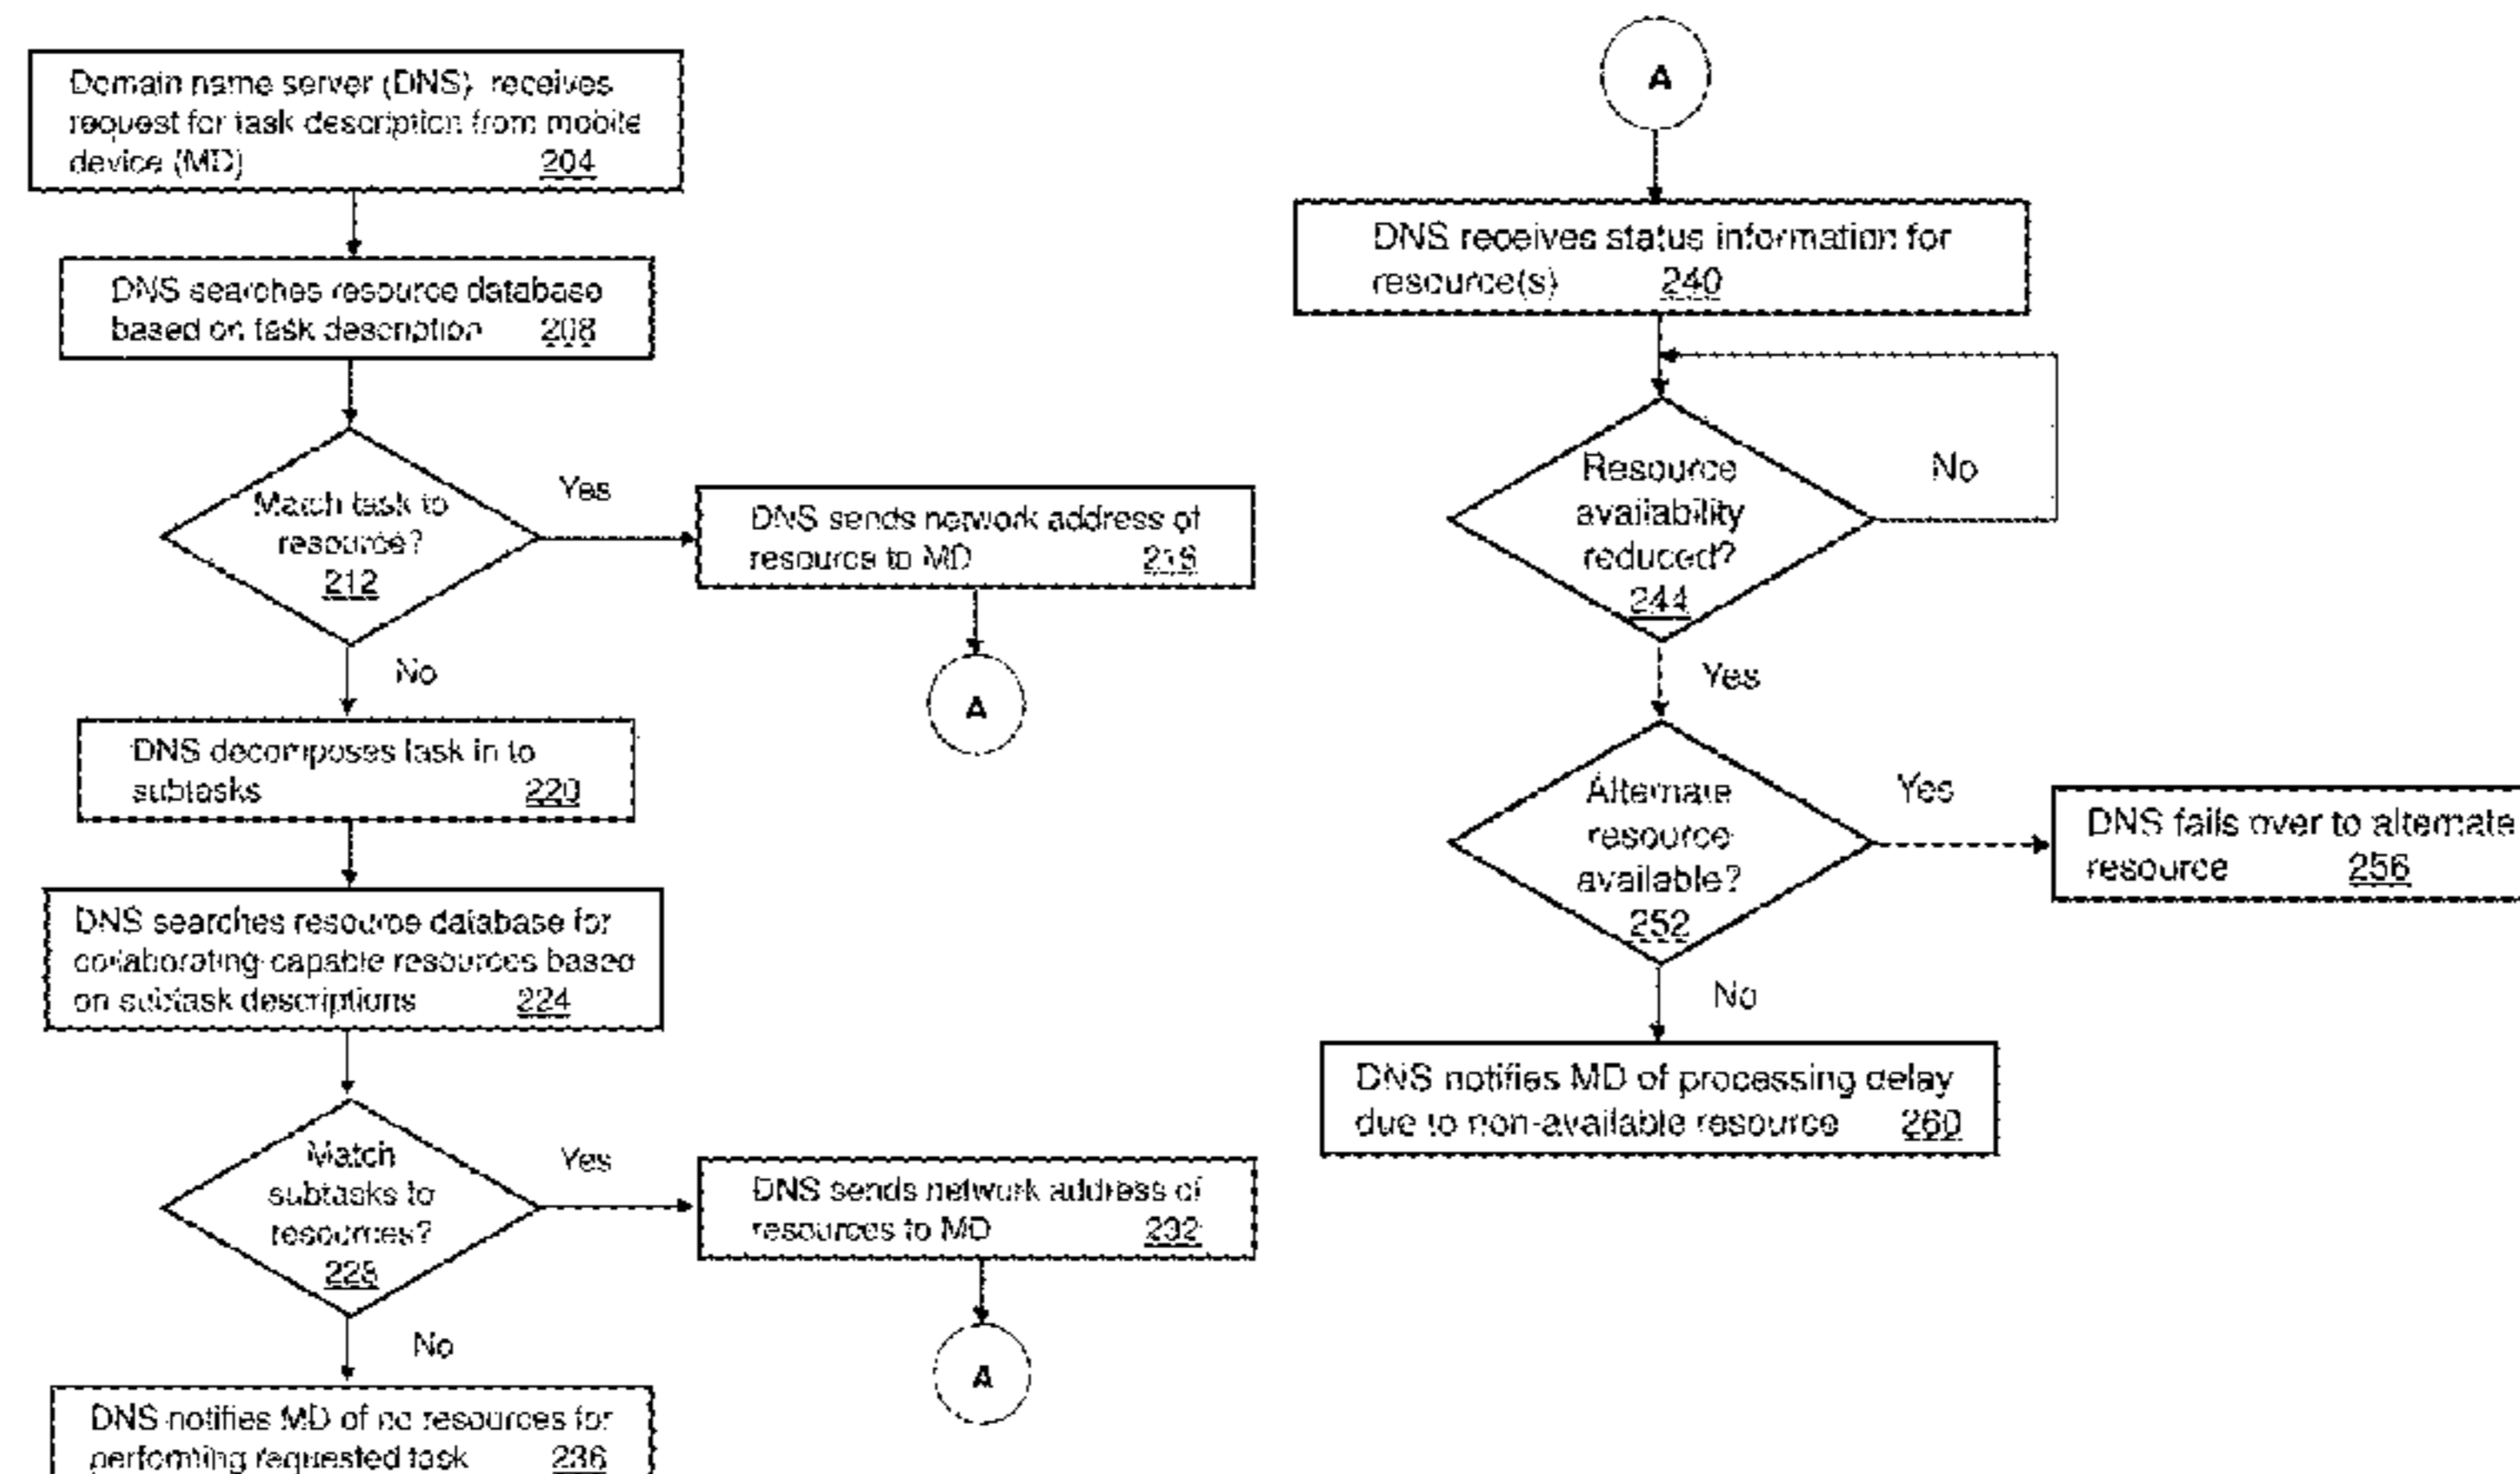 Domain name server (DNS) receives
request for task description from mobile
device (MD) 204
DNS searches resource database
based on task description 208
Match task to
resource?
212
Yes
DNS sends network address of
resource to MD 216
A
No
DNS decomposes task in to
subtasks 220
DNS searches resource database for
collaborating-capable resources based
on subtask descriptions 224
Match
subtasks to
resources?
228
Yes
DNS sends network address of
resources to MD 232
A
No
DNS notifies MD of no resources for
performing requested task 236
A
DNS receives status information for
resource(s) 240
Resource
availability
reduced?
244
No
Yes
Alternate
resource
available?
252
Yes
DNS fails over to alternate
resource 256
No
DNS notifies MD of processing delay
due to non-available resource 260